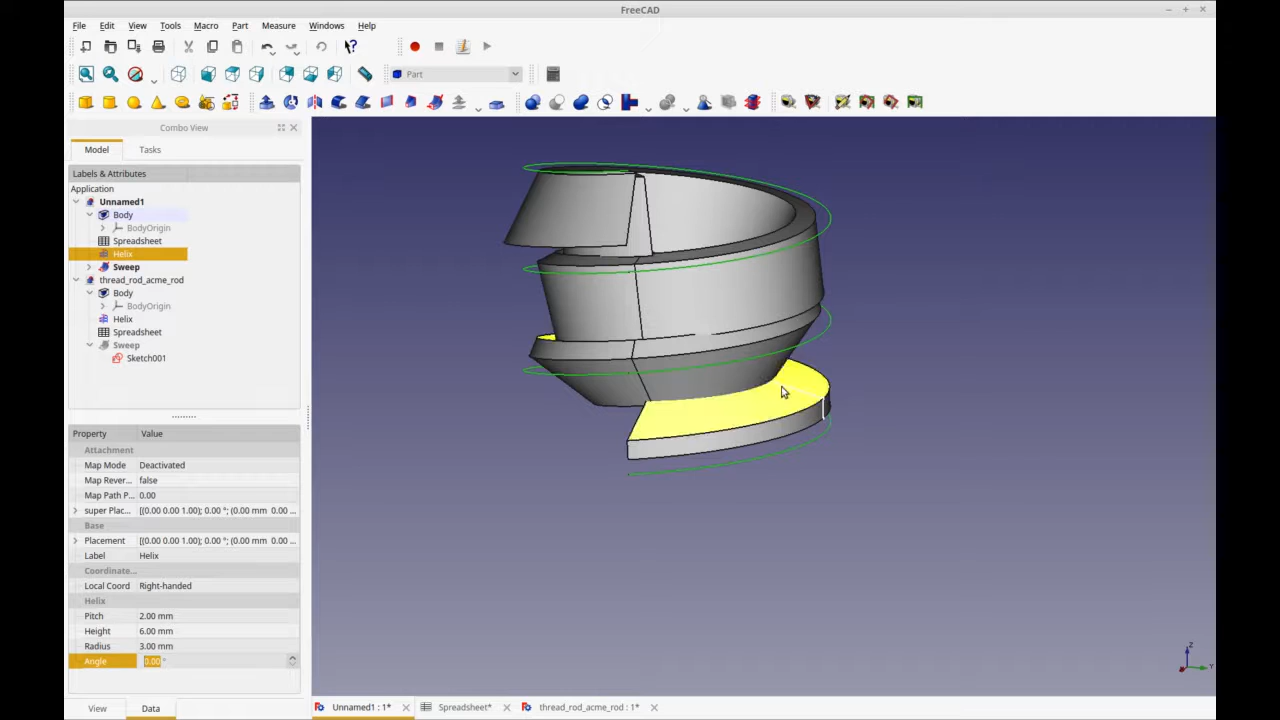 FreeCAD
File Edit View Tools Macro Part Measure Windows Help
Part
Combo View
Model Tasks
Labels & Attributes
Application
Unnamed1
Body
BodyOrigin
Spreadsheet
Helix
Sweep
thread_rod_acme_rod
Body
BodyOrigin
Helix
Spreadsheet
Sweep
Sketch001
Property Value
Attachment
Map Mode Deactivated
Map Rever... false
Map Path P... 0.00
super Plac... [(0.00 0.00 1.00); 0.00 °; (0.00 mm 0.00 ...
Base
Placement [(0.00 0.00 1.00); 0.00 °; (0.00 mm 0.00 ...
Label Helix
Coordinate...
Local Coord Right-handed
Helix
Pitch 2.00 mm
Height 6.00 mm
Radius 3.00 mm
Angle 0.00 °
View Data
Unnamed1 : 1* Spreadsheet* thread_rod_acme_rod : 1*
Z
Y